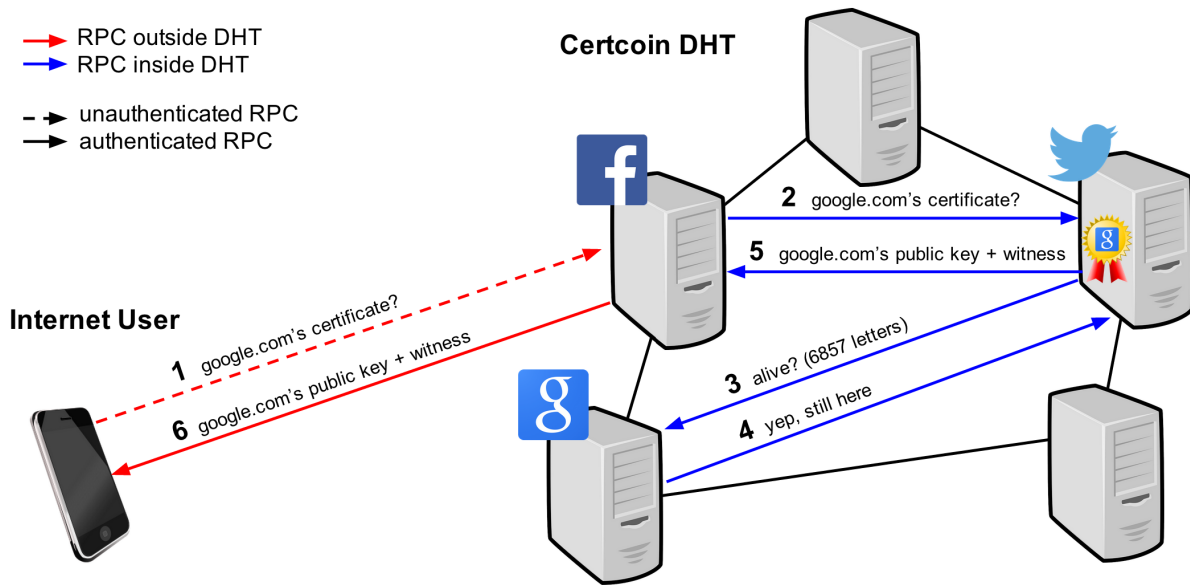 RPC outside DHT
RPC inside DHT
unauthenticated RPC
authenticated RPC
Certcoin DHT
f
2 google.com's certificate?
g
5 google.com's public key + witness
Internet User
1 google.com's certificate?
6 google.com's public key + witness
3 alive? (6857 letters)
4 yep, still here
g